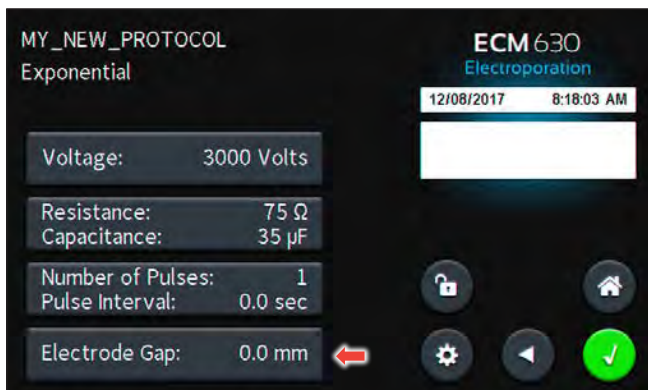 MY_NEW_PROTOCOL
Exponential
Voltage: 3000 Volts
Resistance: 75 Ω
Capacitance: 35 µF
Number of Pulses: 1
Pulse Interval: 0.0 sec
Electrode Gap: 0.0 mm
ECM 630
Electroporation
12/08/2017 8:18:03 AM